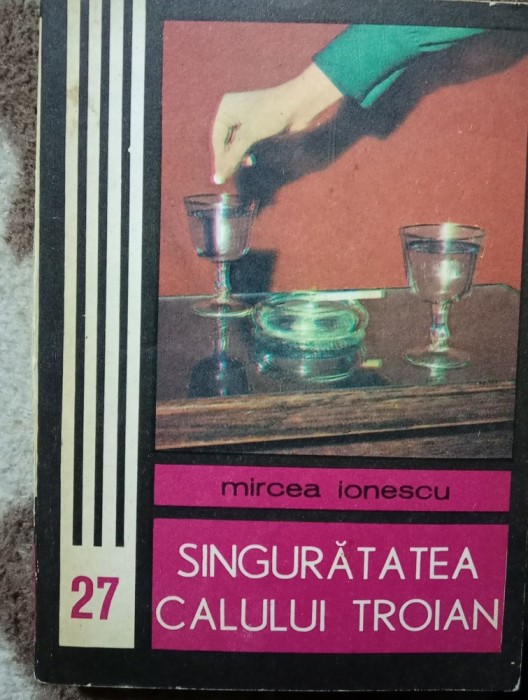 mircea ionescu
27
SINGURĂTATEA
CALULUI TROIAN